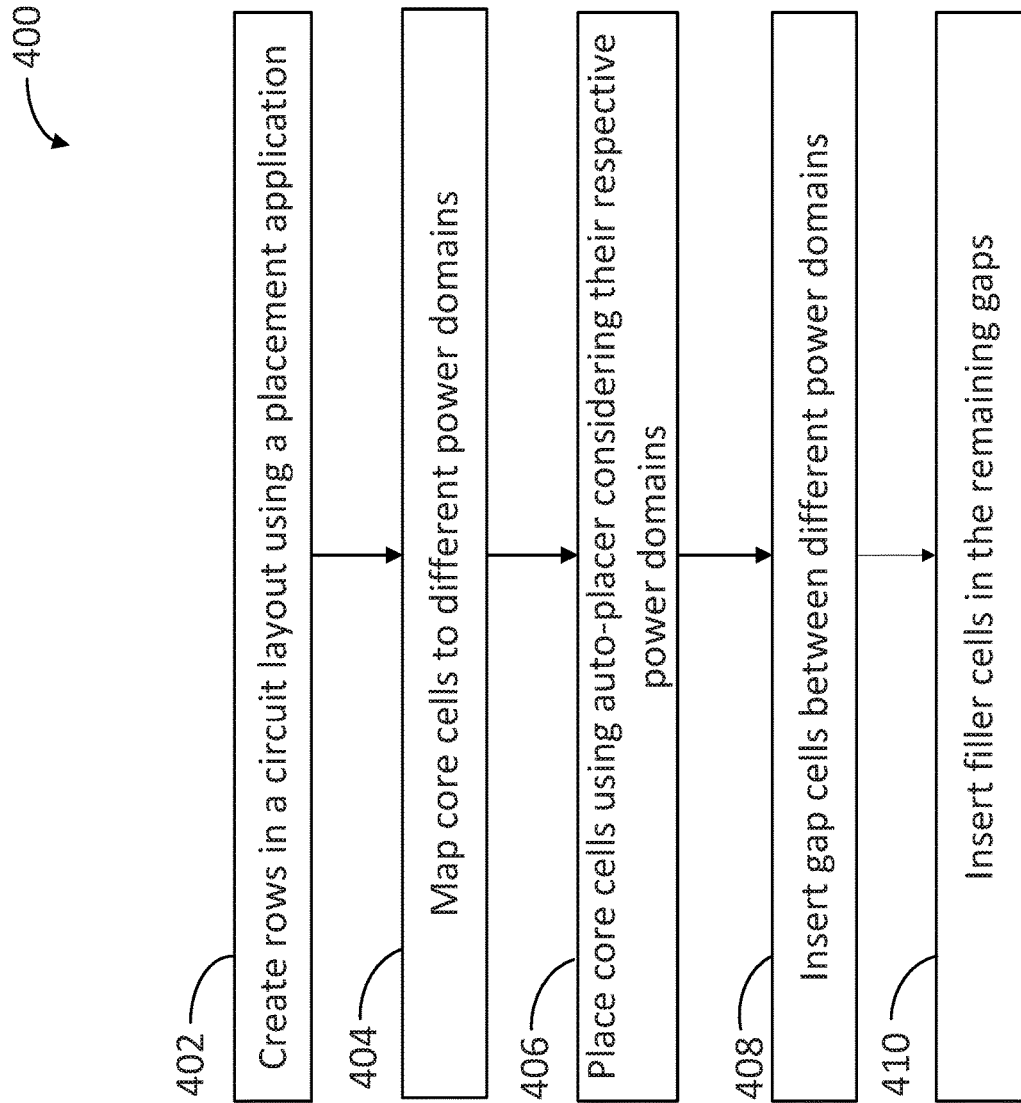 400
402
Create rows in a circuit layout using a placement application
404
Map core cells to different power domains
406
Place core cells using auto-placer considering their respective
power domains
408
Insert gap cells between different power domains
410
Insert filler cells in the remaining gaps